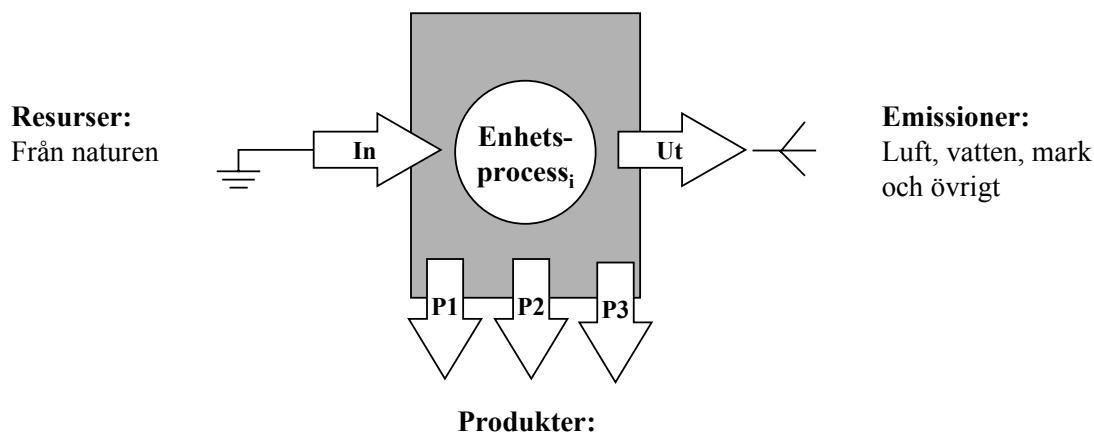 Resurser:
Från naturen
In
Enhets-
processᵢ
Ut
Emissioner:
Luft, vatten, mark
och övrigt
P1
P2
P3
Produkter: